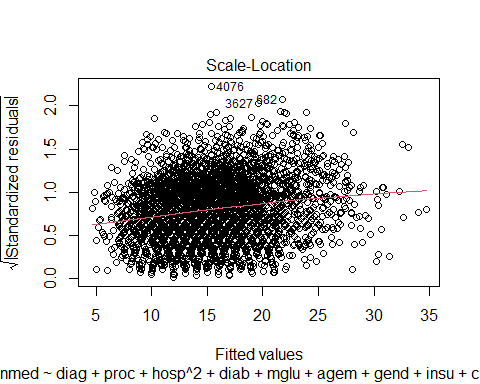 Scale-Location
√|Standardized residuals|
2.0
1.5
1.0
0.5
0.0
4076
3627
682
5 10 15 20 25 30 35
Fitted values
nmed ~ diag + proc + hosp^2 + diab + mglu + agem + gend + insu + c